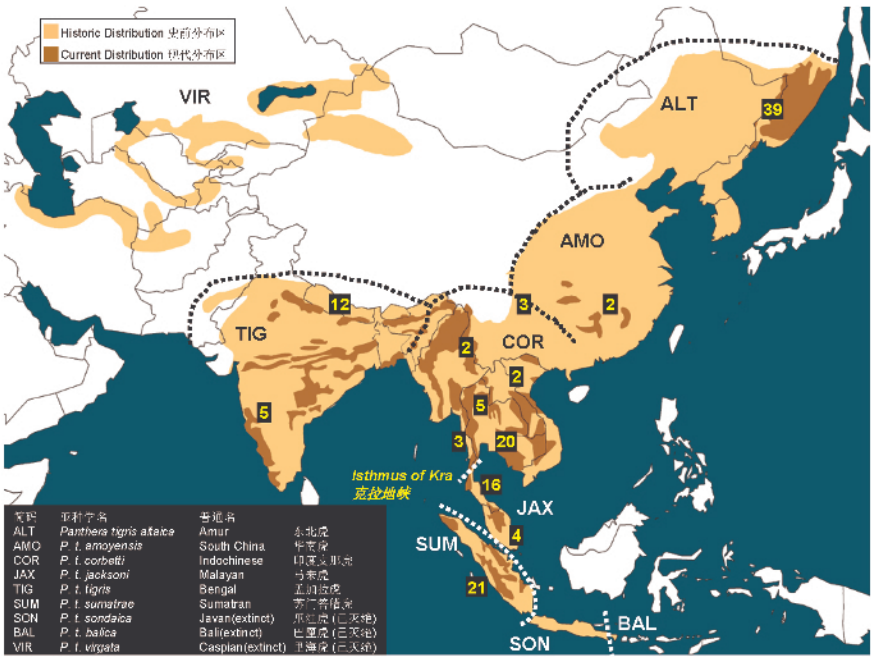 Historic Distribution 史前分布区
Current Distribution 现代分布区
VIR
ALT
39
AMO
3
2
12
TIG
COR
2
2
5
5
3
20
Isthmus of Kra
克拉地峡
16
JAX
SUM
4
21
BAL
SON
亚种学名 普通名
ALT Panthera tigris altaica Amur 东北虎
AMO P. t. amoyensis South China 华南虎
COR P. t. corbetti Indochinese 印度支那虎
JAX P. t. jacksoni Malayan 马来虎
TIG P. t. tigris Bengal 孟加拉虎
SUM P. t. sumatrae Sumatran 苏门答腊虎
SON P. t. sondaica Javan(extinct) 爪洼虎 (已灭绝)
BAL P. t. balica Bali(extinct) 巴厘虎 (已灭绝)
VIR P. t. virgata Caspian(extinct) 里海虎 (已灭绝)